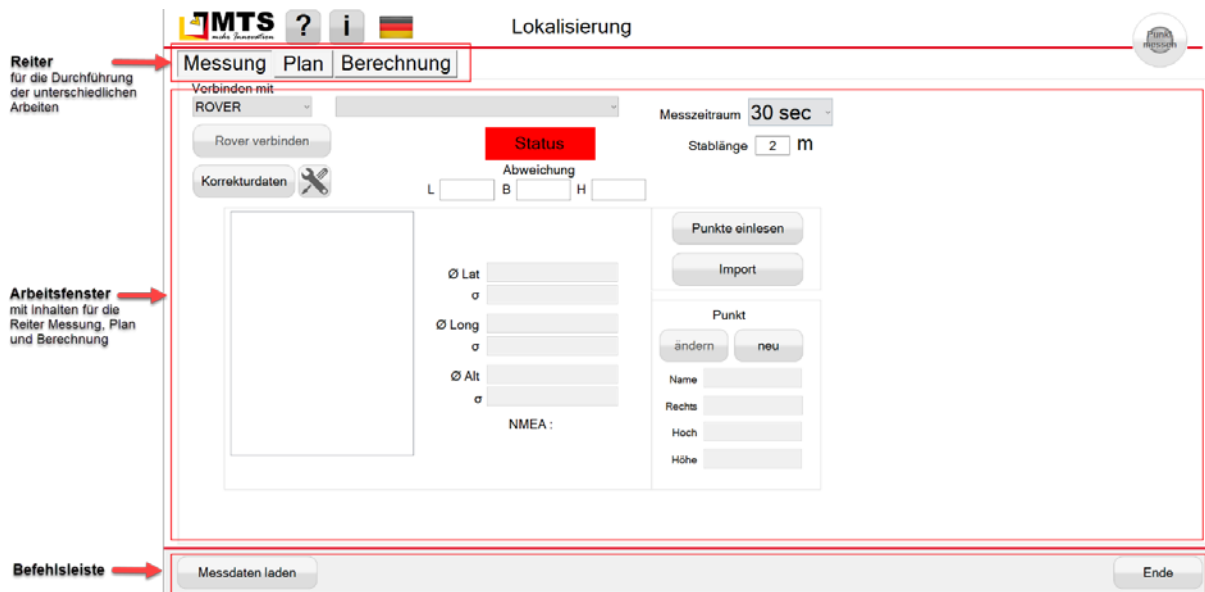 MTS
mehr Innovation
?
i
Lokalisierung
Punkt
messen
Reiter
für die Durchführung
der unterschiedlichen
Arbeiten
Messung
Plan
Berechnung
Verbinden mit
ROVER
Messzeitraum
30 sec
Rover verbinden
Status
Stablänge
2
m
Abweichung
Korrekturdaten
L
B
H
Punkte einlesen
Import
Ø Lat
σ
Ø Long
σ
Ø Alt
σ
NMEA :
Arbeitsfenster
mit Inhalten für die
Reiter Messung, Plan
und Berechnung
Punkt
ändern
neu
Name
Rechts
Hoch
Höhe
Befehlsleiste
Messdaten laden
Ende